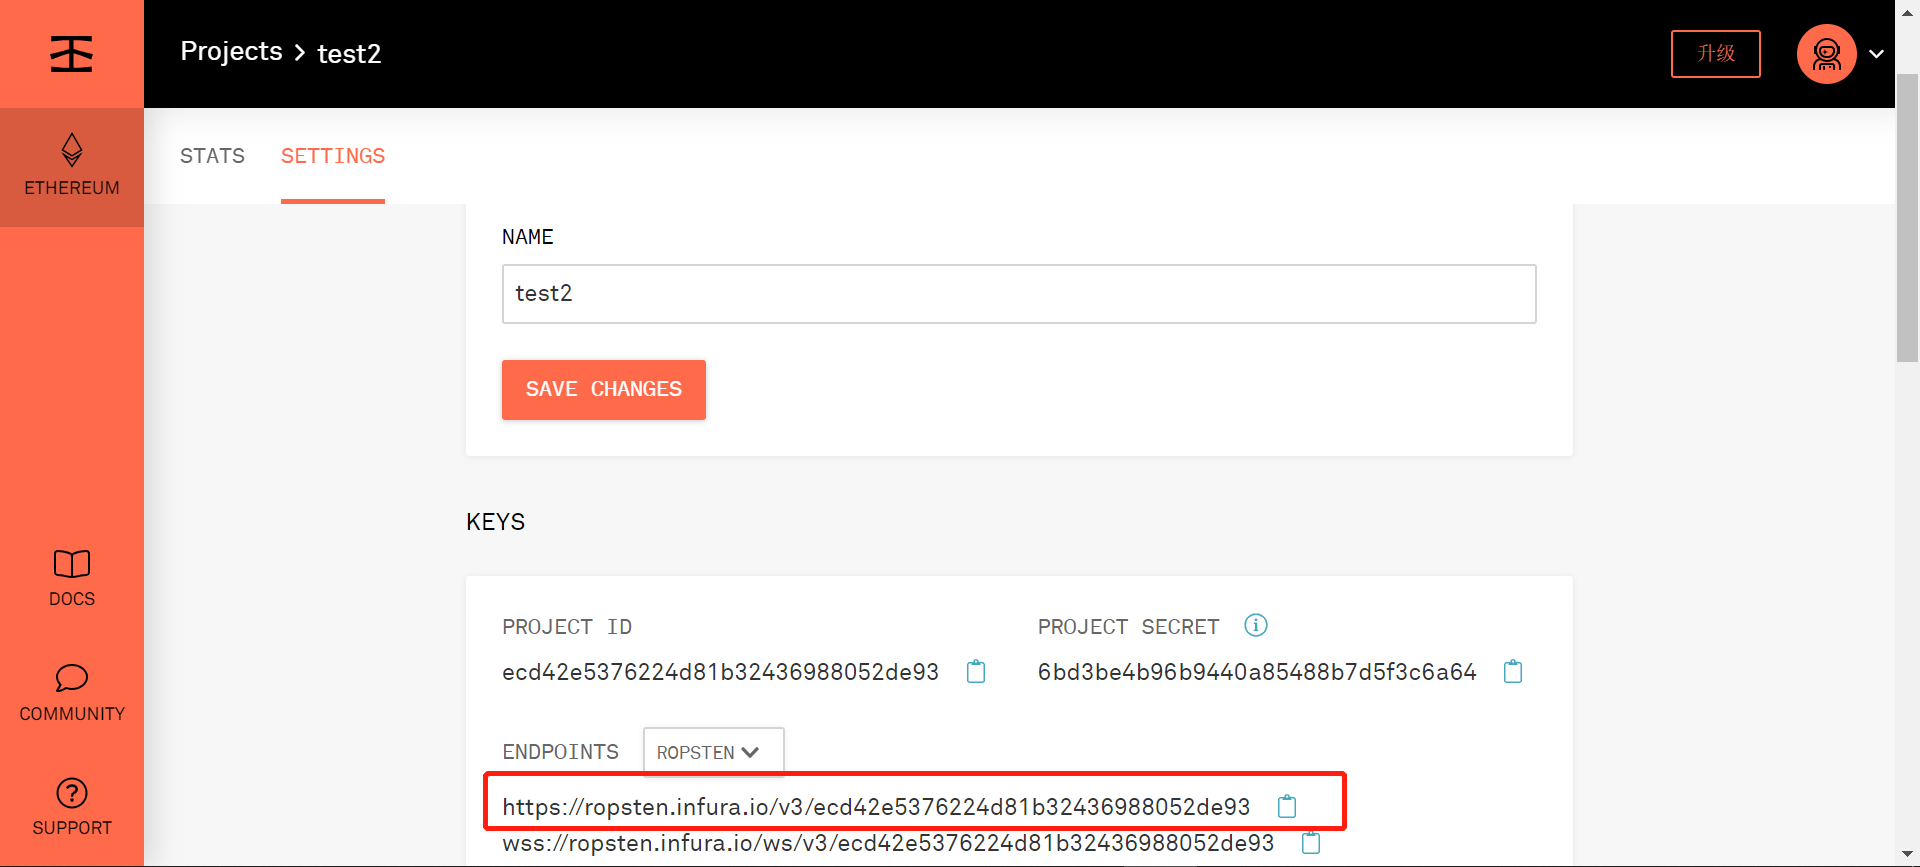 Projects > test2
升级
ETHEREUM
STATS SETTINGS
NAME
test2
SAVE CHANGES
KEYS
DOCS
PROJECT ID
ecd42e5376224d81b32436988052de93
PROJECT SECRET
6bd3be4b96b9440a85488b7d5f3c6a64
COMMUNITY
ENDPOINTS ROPSTEN
https://ropsten.infura.io/v3/ecd42e5376224d81b32436988052de93
wss://ropsten.infura.io/ws/v3/ecd42e5376224d81b32436988052de93
SUPPORT